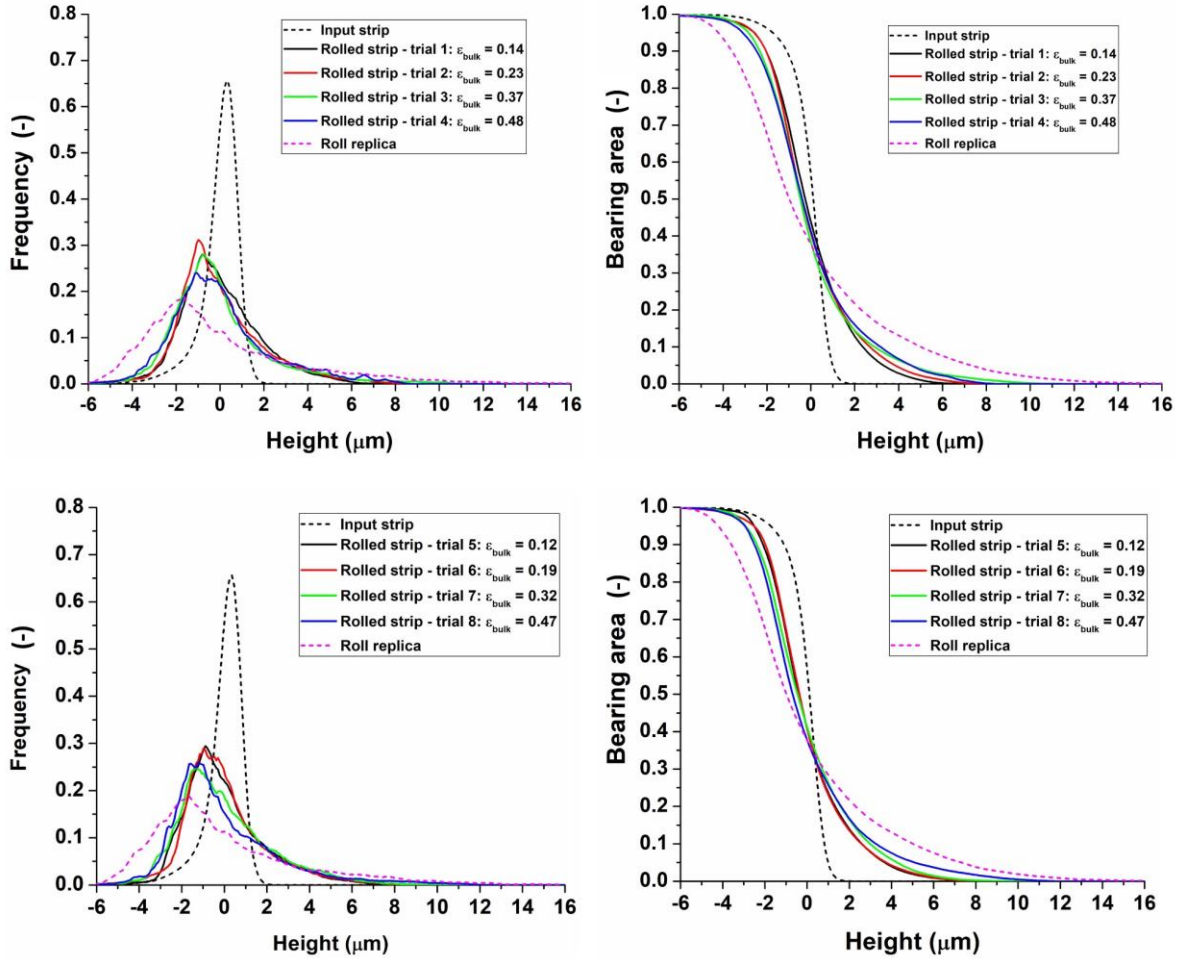 0.8
0.7
0.6
0.5
0.4
0.3
0.2
0.1
0.0
Frequency (-)
Input strip
Rolled strip - trial 1: εbulk = 0.14
Rolled strip - trial 2: εbulk = 0.23
Rolled strip - trial 3: εbulk = 0.37
Rolled strip - trial 4: εbulk = 0.48
Roll replica
-6 -4 -2 0 2 4 6 8 10 12 14 16
Height (μm)
1.0
0.9
0.8
0.7
0.6
0.5
0.4
0.3
0.2
0.1
0.0
Bearing area (-)
Input strip
Rolled strip - trial 1: εbulk = 0.14
Rolled strip - trial 2: εbulk = 0.23
Rolled strip - trial 3: εbulk = 0.37
Rolled strip - trial 4: εbulk = 0.48
Roll replica
-6 -4 -2 0 2 4 6 8 10 12 14 16
Height (μm)
0.8
0.7
0.6
0.5
0.4
0.3
0.2
0.1
0.0
Frequency (-)
Input strip
Rolled strip - trial 5: εbulk = 0.12
Rolled strip - trial 6: εbulk = 0.19
Rolled strip - trial 7: εbulk = 0.32
Rolled strip - trial 8: εbulk = 0.47
Roll replica
-6 -4 -2 0 2 4 6 8 10 12 14 16
Height (μm)
1.0
0.9
0.8
0.7
0.6
0.5
0.4
0.3
0.2
0.1
0.0
Bearing area (-)
Input strip
Rolled strip - trial 5: εbulk = 0.12
Rolled strip - trial 6: εbulk = 0.19
Rolled strip - trial 7: εbulk = 0.32
Rolled strip - trial 8: εbulk = 0.47
Roll replica
-6 -4 -2 0 2 4 6 8 10 12 14 16
Height (μm)